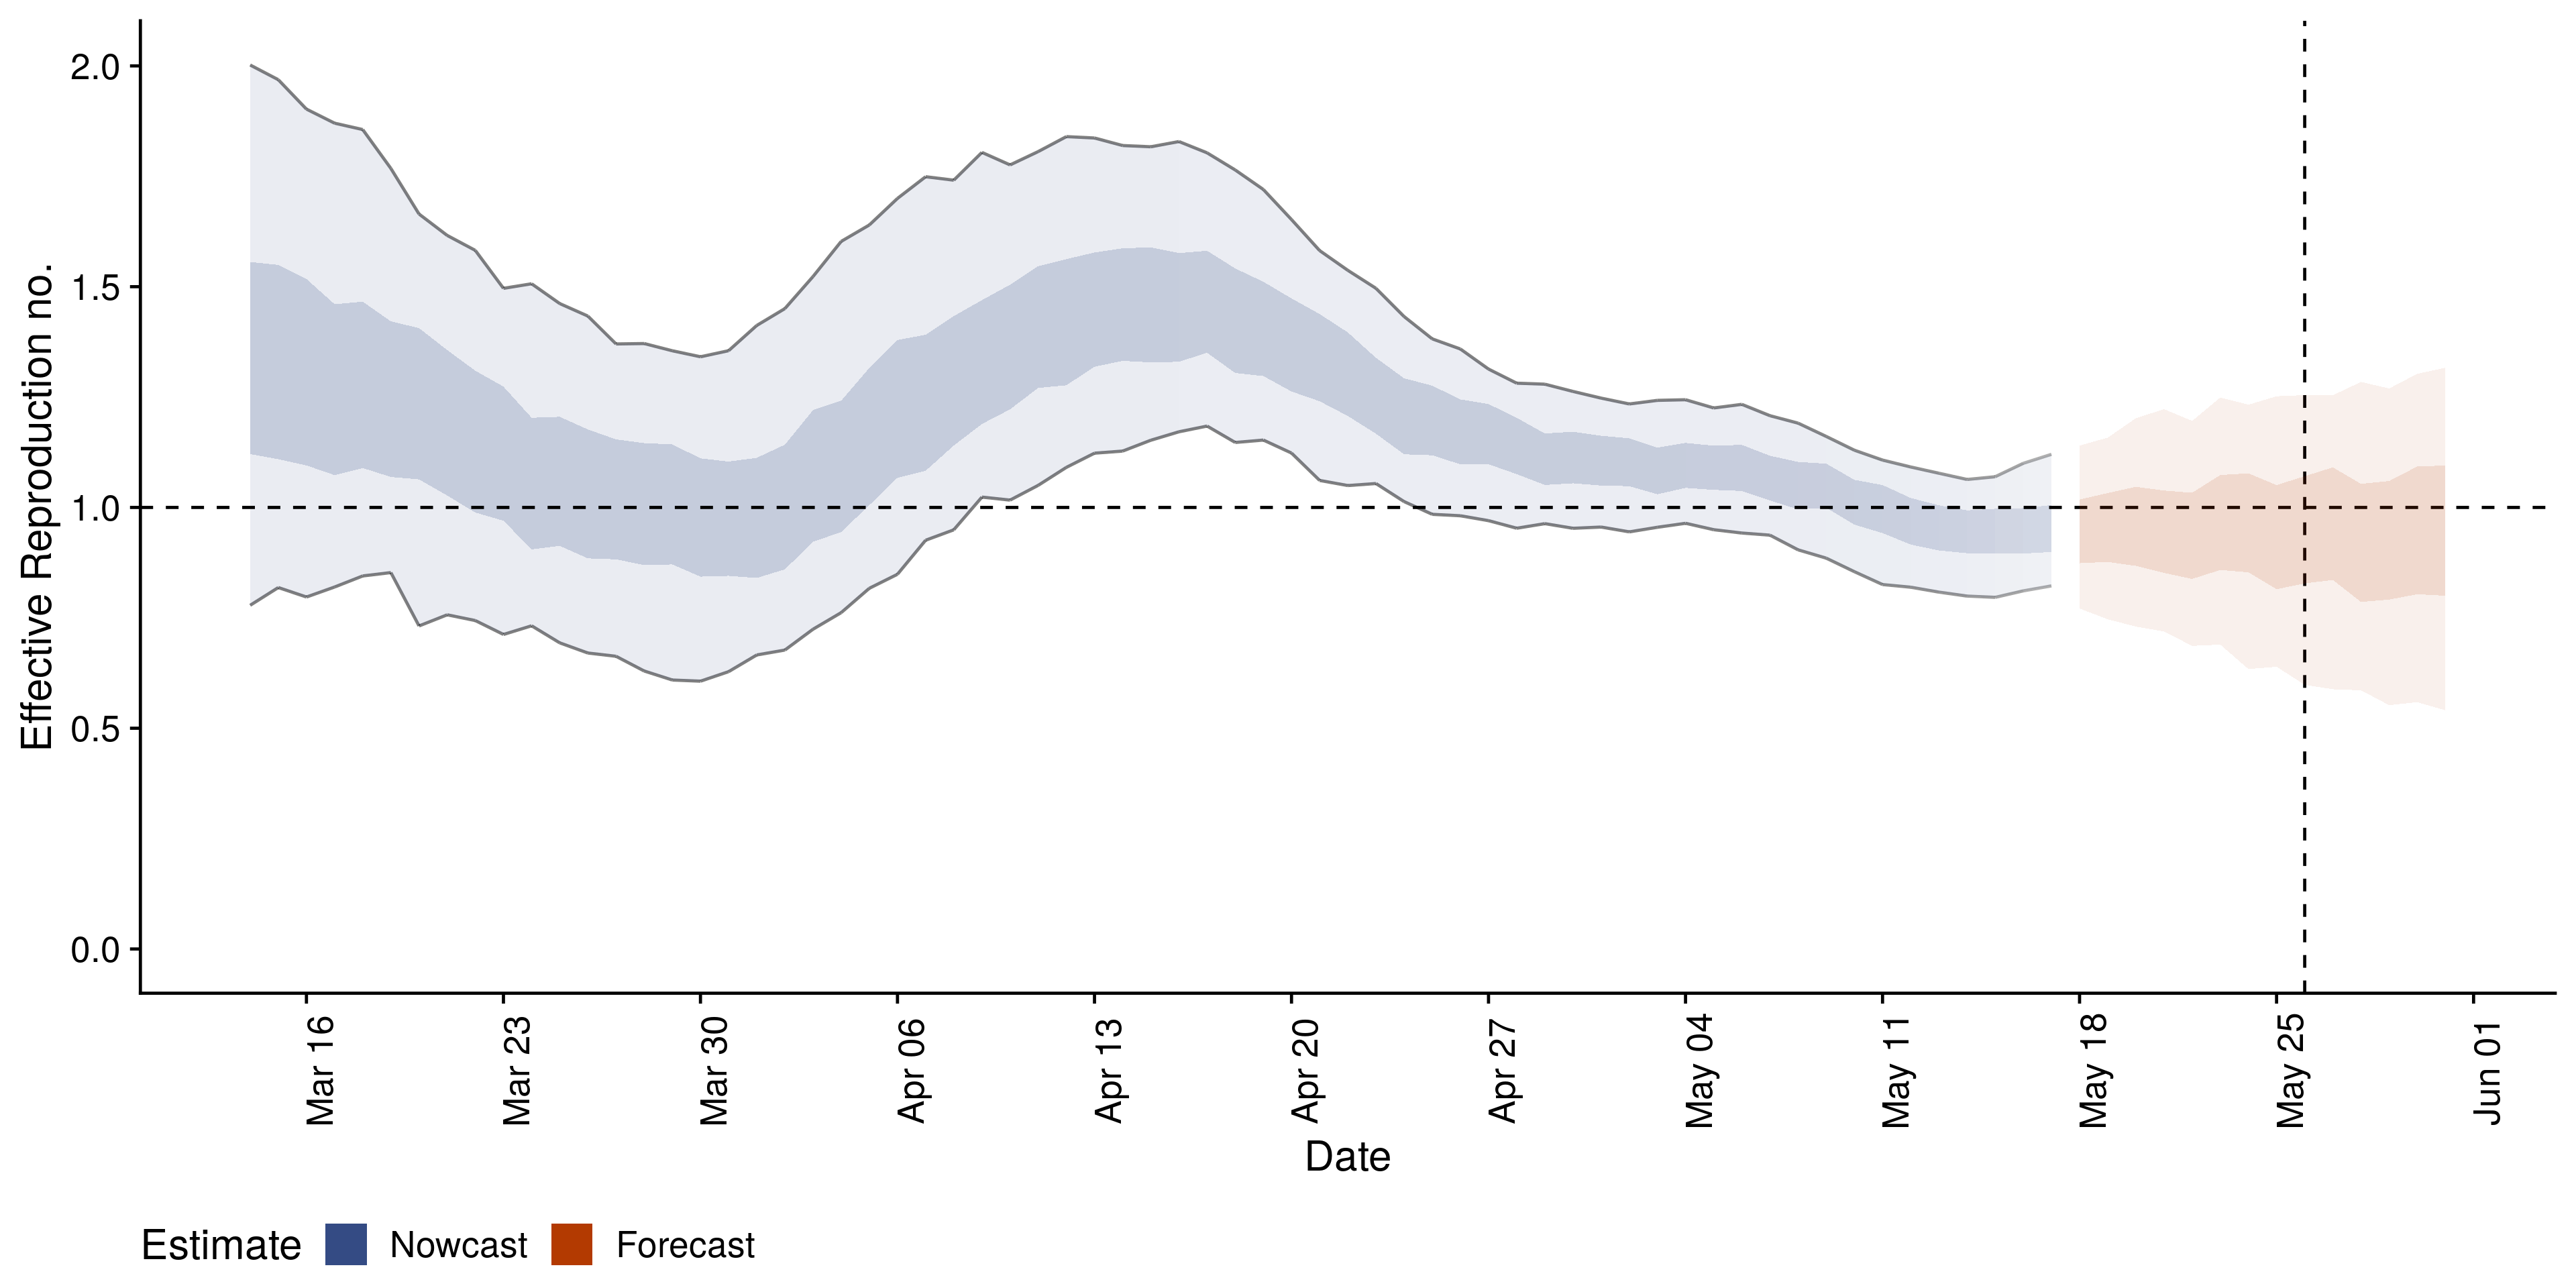 Effective Reproduction no.
2.0
1.5
1.0
0.5
0.0
Mar 16
Mar 23
Mar 30
Apr 06
Apr 13
Apr 20
Apr 27
May 04
May 11
May 18
May 25
Jun 01
Date
Estimate Nowcast Forecast